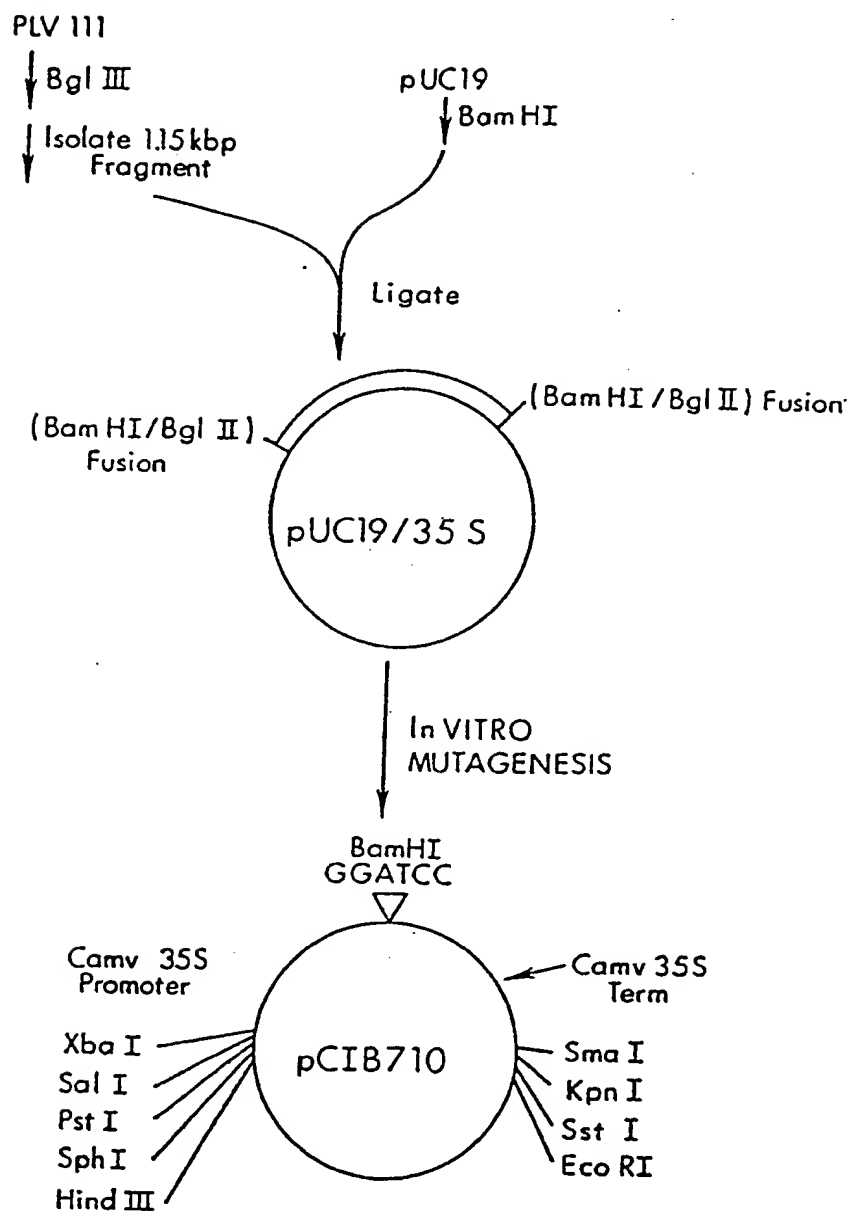 PLV 111
Bgl III
Isolate 1.15 kbp
Fragment
pUC19
Bam HI
Ligate
(Bam HI/Bgl II)
Fusion
(Bam HI/Bgl II) Fusion
pUC19/35 S
In VITRO
MUTAGENESIS
BamHI
GGATCC
Camv 35S
Promoter
Camv 35S
Term
pCIB710
Xba I
Sal I
Pst I
Sph I
Hind III
Sma I
Kpn I
Sst I
Eco RI